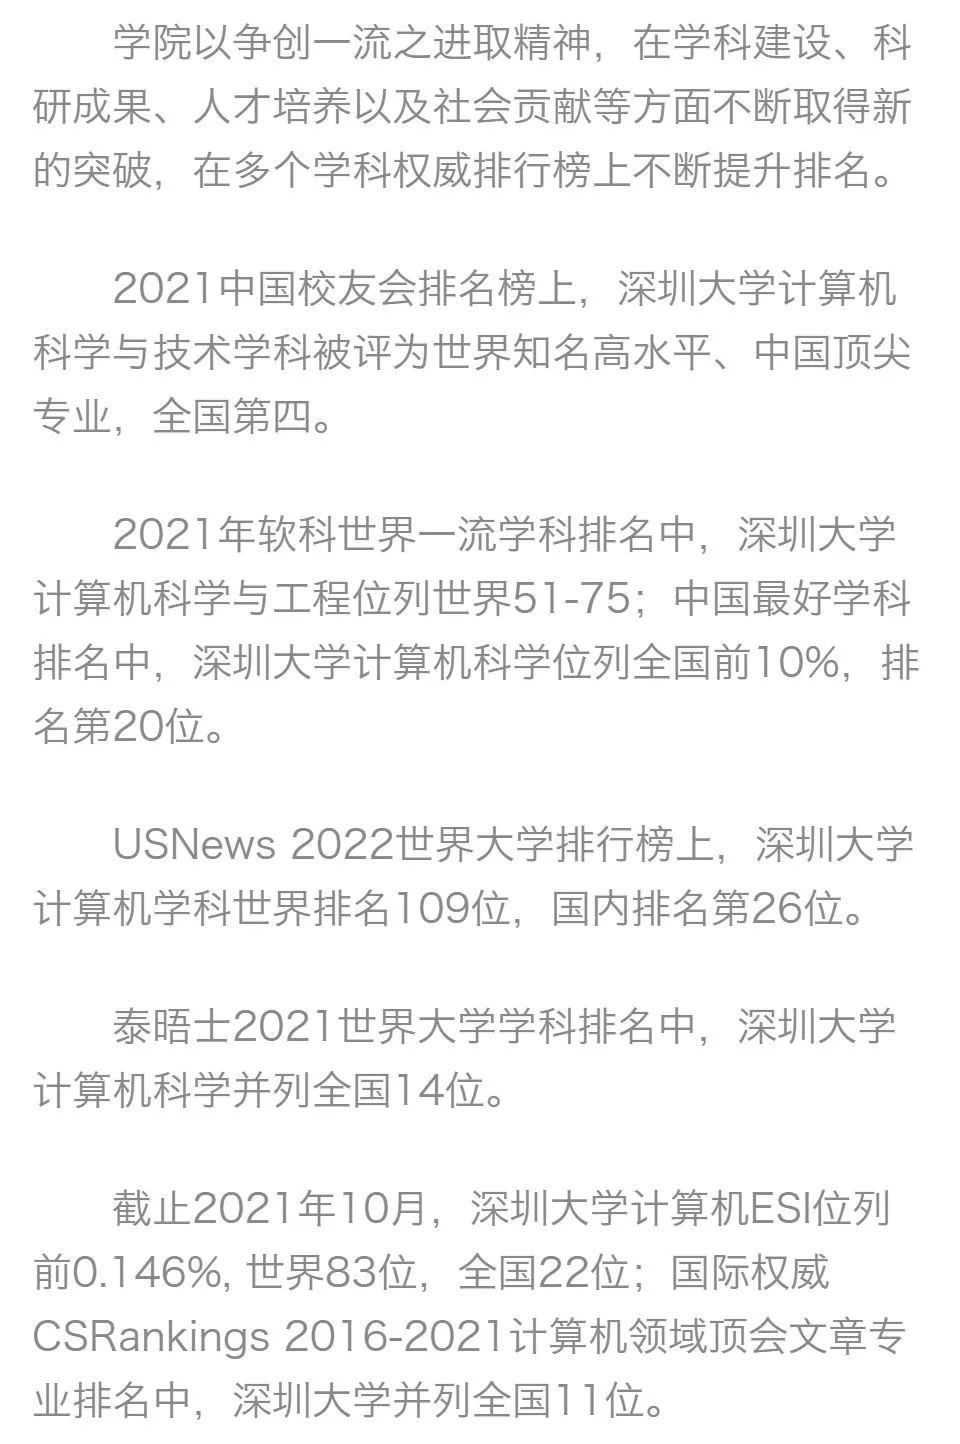 学院以争创一流之进取精神，在学科建设、科
研成果、人才培养以及社会贡献等方面不断取得新
的突破，在多个学科权威排行榜上不断提升排名。
2021中国校友会排名榜上，深圳大学计算机
科学与技术学科被评为世界知名高水平、中国顶尖
专业，全国第四。
2021年软科世界一流学科排名中，深圳大学
计算机科学与工程位列世界51-75；中国最好学科
排名中，深圳大学计算机科学位列全国前10%，排
名第20位。
USNews 2022世界大学排行榜上，深圳大学
计算机学科世界排名109位，国内排名第26位。
泰晤士2021世界大学学科排名中，深圳大学
计算机科学并列全国14位。
截止2021年10月，深圳大学计算机ESI位列
前0.146%, 世界83位，全国22位；国际权威
CSRankings 2016-2021计算机领域顶会文章专
业排名中，深圳大学并列全国11位。